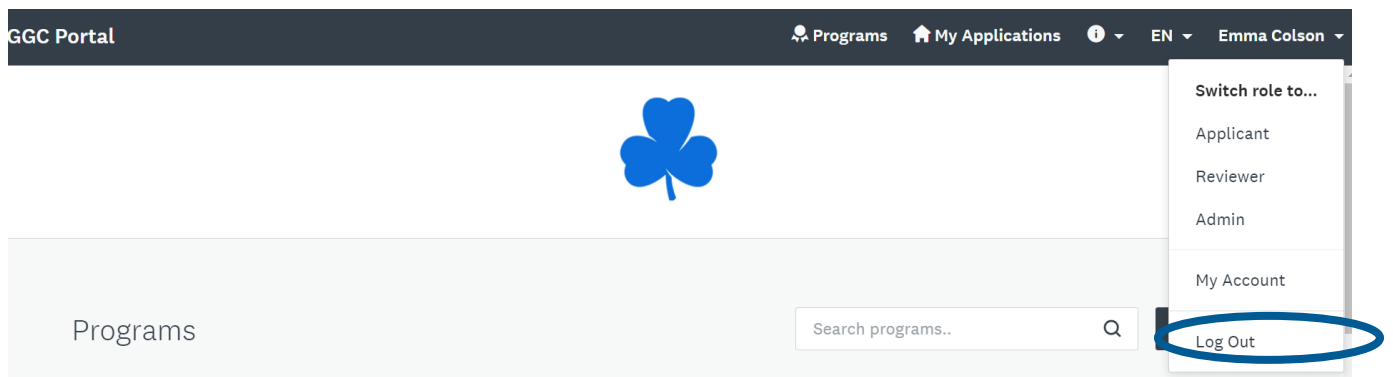 GGC Portal
Programs
My Applications
EN
Emma Colson
Switch role to...
Applicant
Reviewer
Admin
My Account
Log Out
Programs
Search programs..